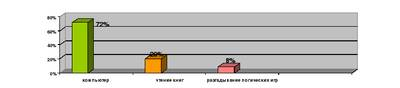 80%
60%
40%
20%
0%
72%
20%
8%
компьютер
чтение книг
разгадывание логических игр